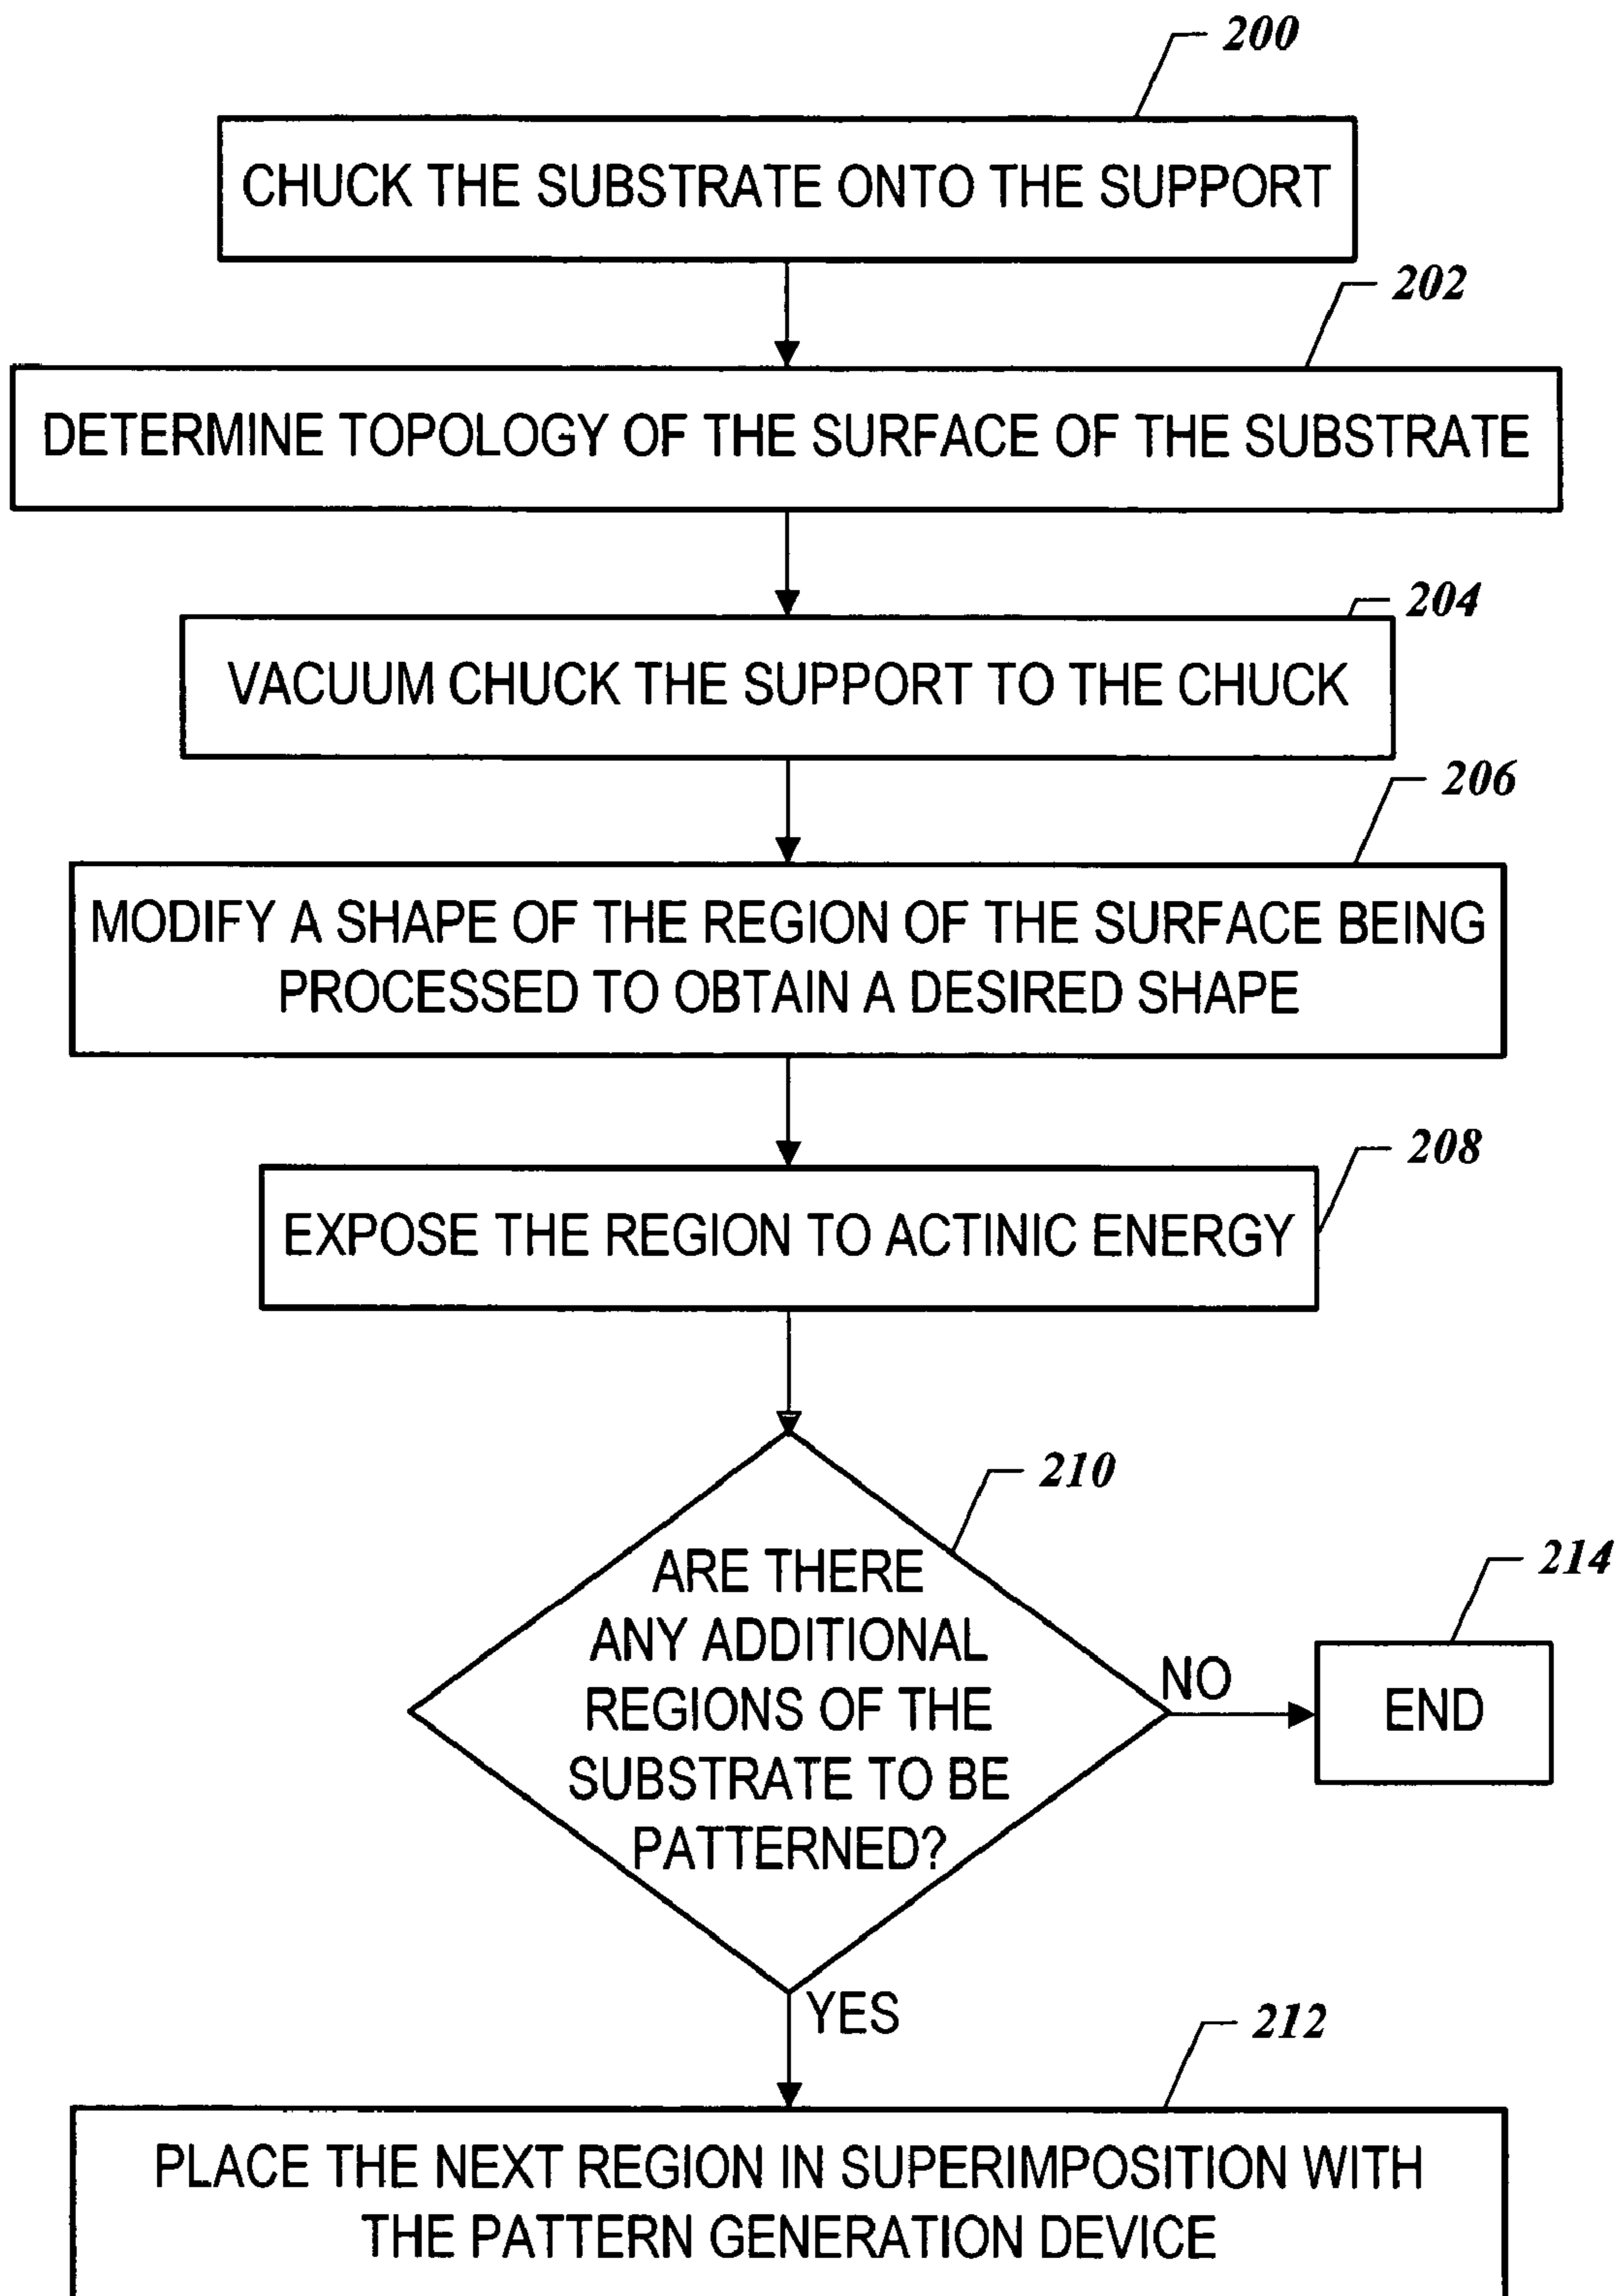 200
CHUCK THE SUBSTRATE ONTO THE SUPPORT
202
DETERMINE TOPOLOGY OF THE SURFACE OF THE SUBSTRATE
204
VACUUM CHUCK THE SUPPORT TO THE CHUCK
206
MODIFY A SHAPE OF THE REGION OF THE SURFACE BEING
PROCESSED TO OBTAIN A DESIRED SHAPE
208
EXPOSE THE REGION TO ACTINIC ENERGY
210
ARE THERE
ANY ADDITIONAL
REGIONS OF THE
SUBSTRATE TO BE
PATTERNED?
NO
214
END
YES
212
PLACE THE NEXT REGION IN SUPERIMPOSITION WITH
THE PATTERN GENERATION DEVICE